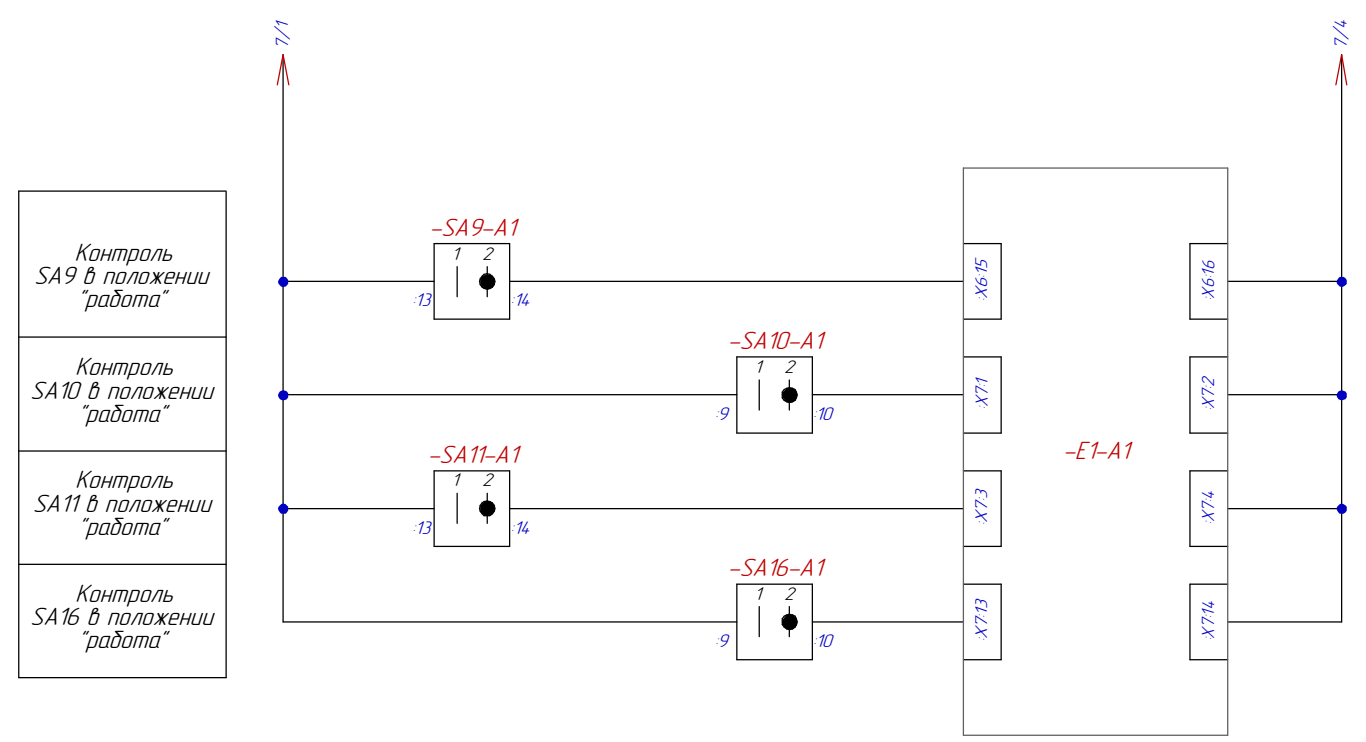 7/1
7/4
Контроль
SA9 в положении
"работа"
-SA9-A1
1 2
:13
:14
:X6:15
:X6:16
Контроль
SA10 в положении
"работа"
-SA10-A1
1 2
:9
:10
:X7:1
:X7:2
-E1-A1
Контроль
SA11 в положении
"работа"
-SA11-A1
1 2
:13
:14
:X7:3
:X7:4
Контроль
SA16 в положении
"работа"
-SA16-A1
1 2
:9
:10
:X7:13
:X7:14